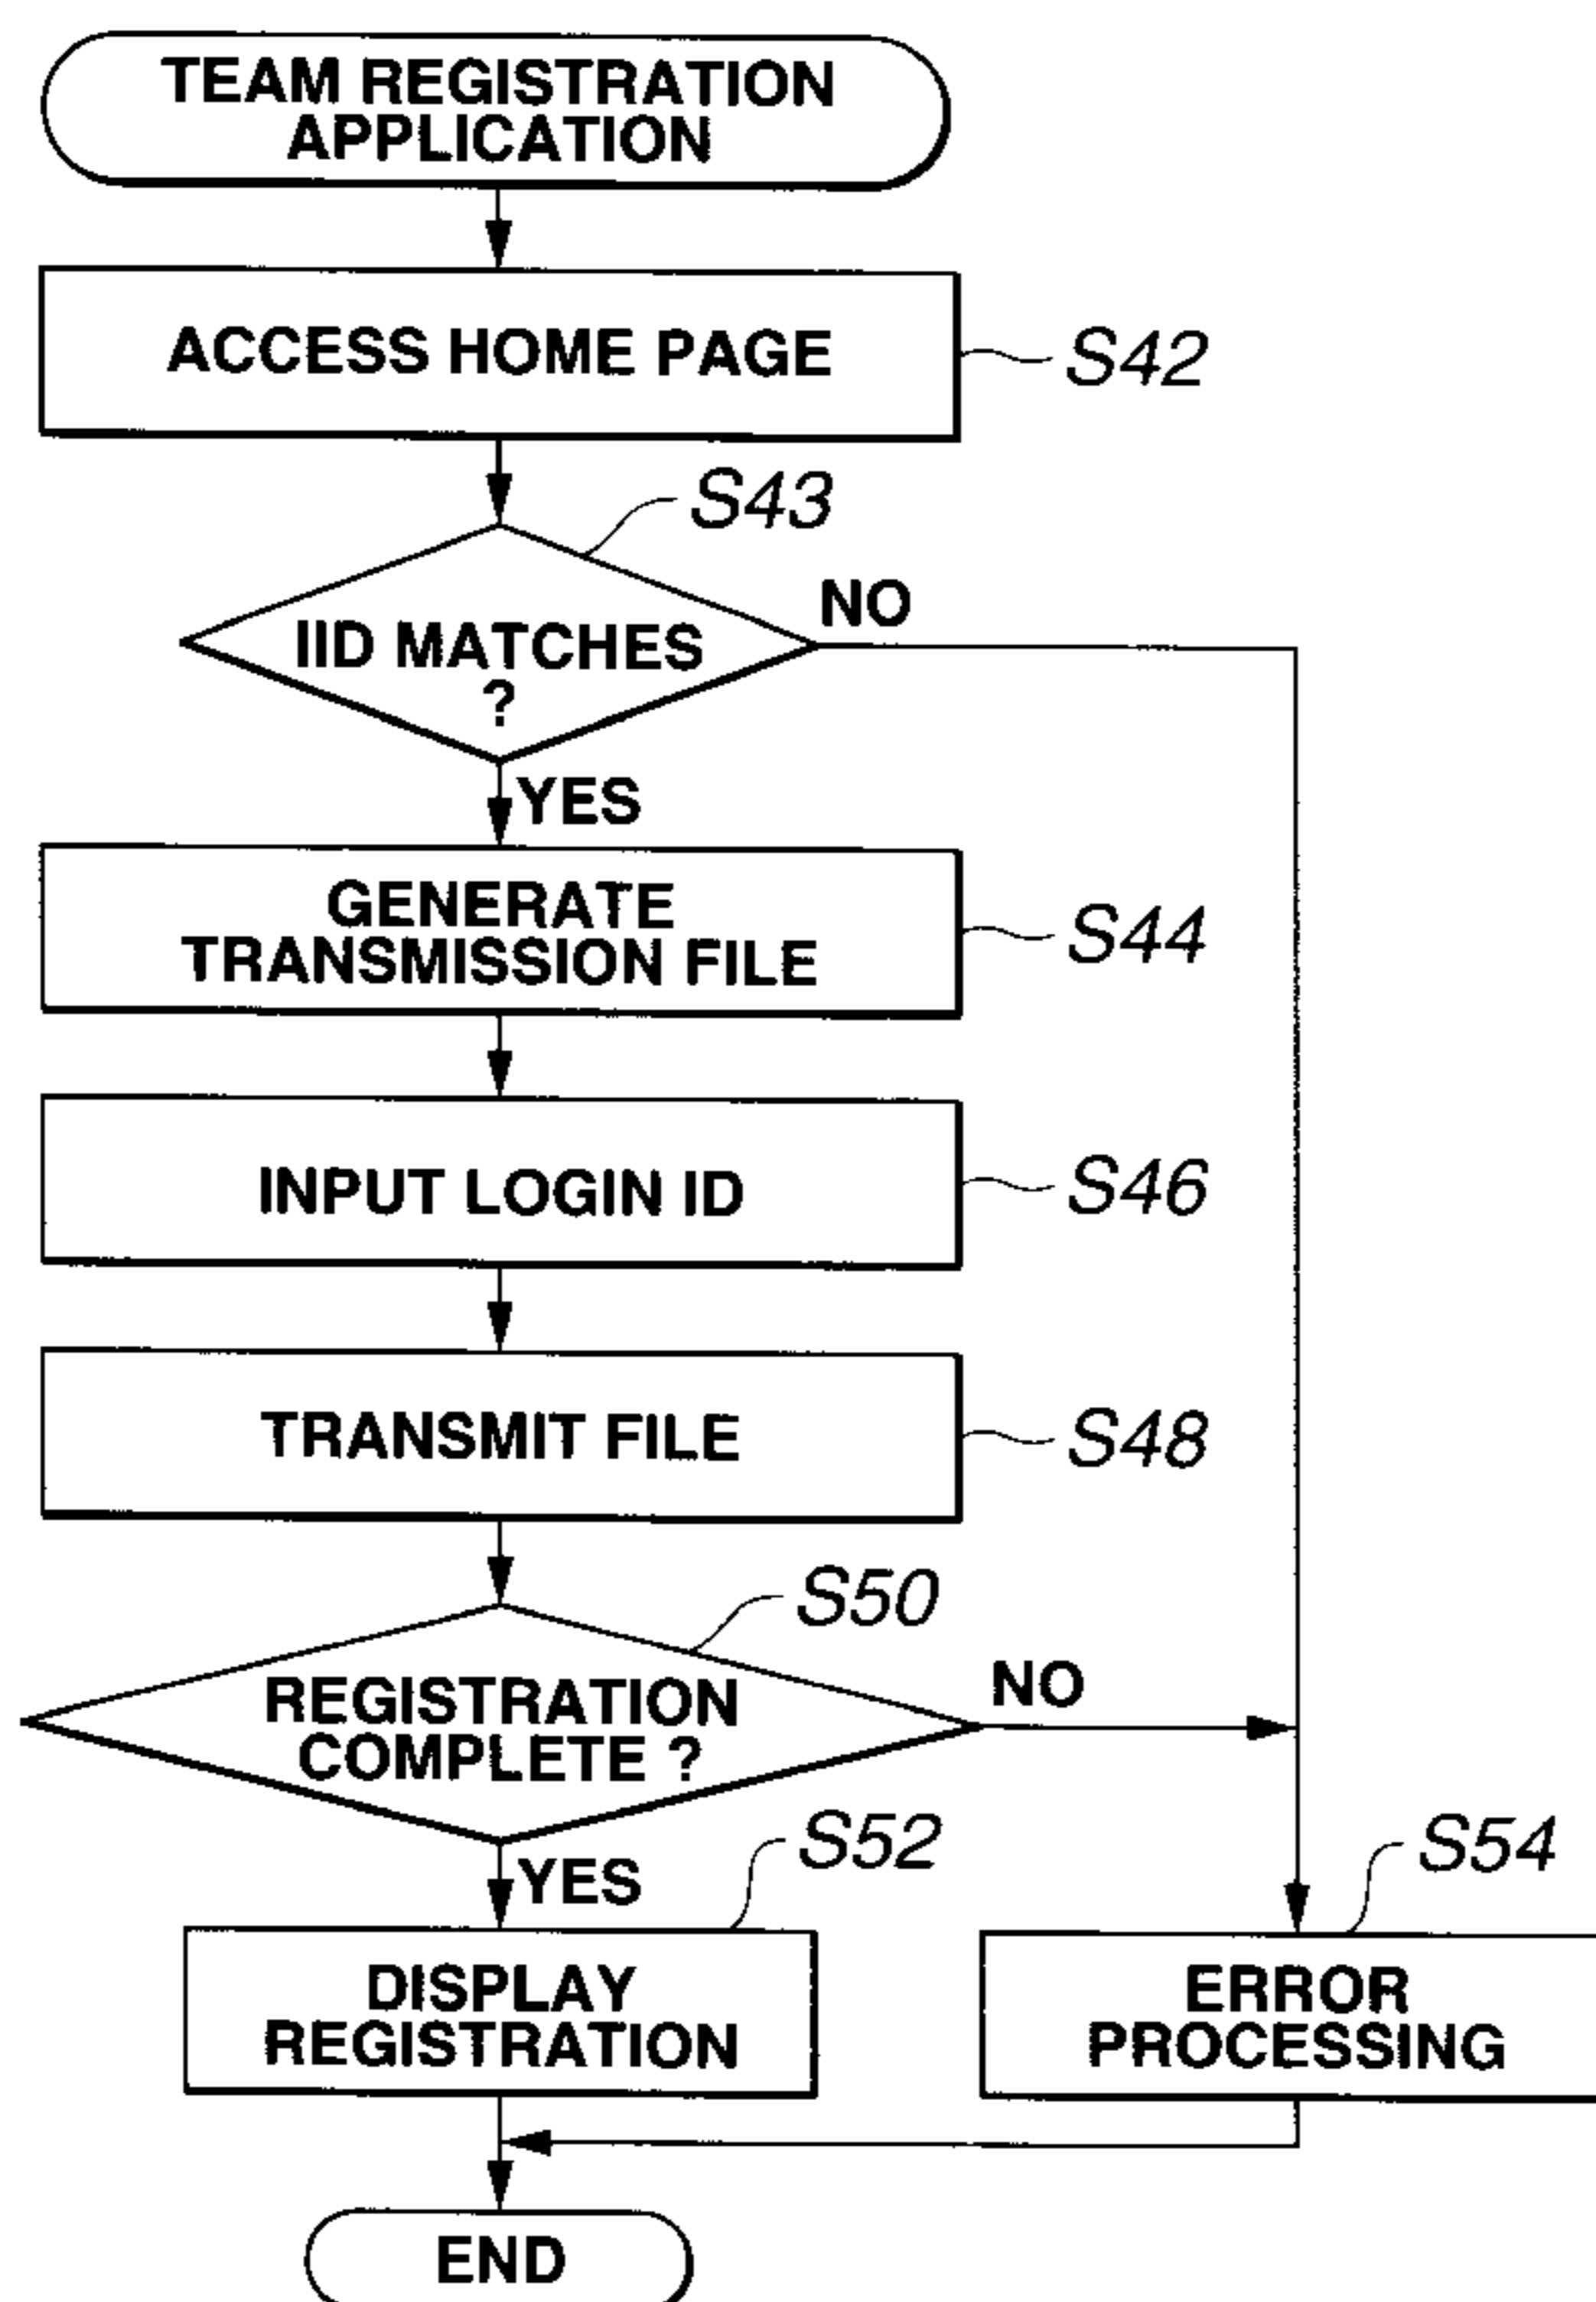 TEAM REGISTRATION
APPLICATION
ACCESS HOME PAGE
S42
S43
IID MATCHES
?
NO
YES
GENERATE
TRANSMISSION FILE
S44
INPUT LOGIN ID
S46
TRANSMIT FILE
S48
S50
REGISTRATION
COMPLETE ?
NO
YES
S52
S54
DISPLAY
REGISTRATION
ERROR
PROCESSING
END